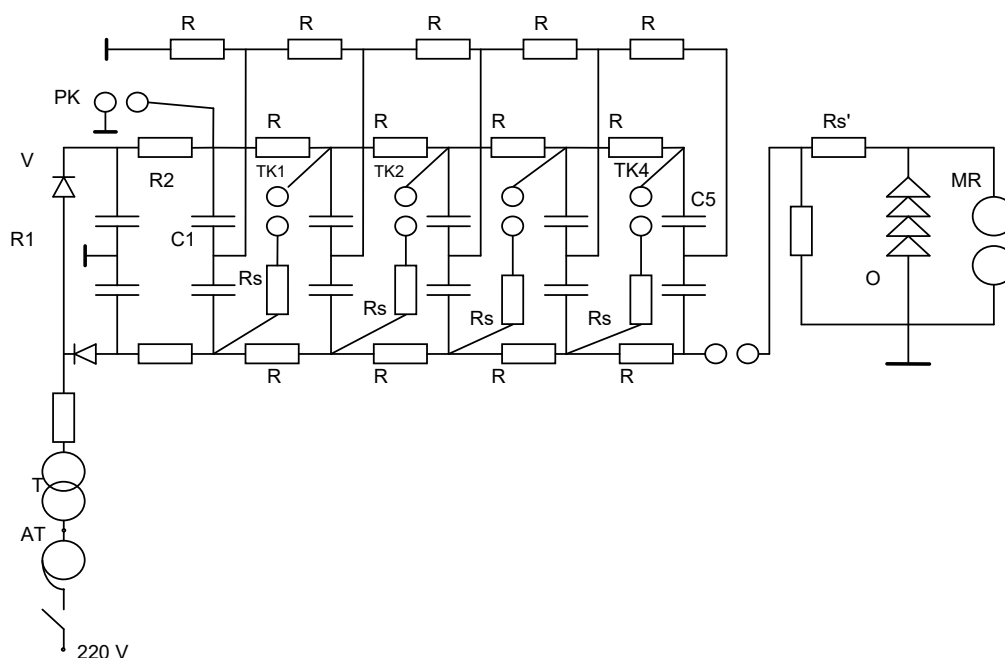 R R R R R
PK
R R R R Rs'
V TK1 TK2 TK4 MR
R2
C5
R1 C1
Rs Rs Rs Rs O
R R R R
T
AT
220 V